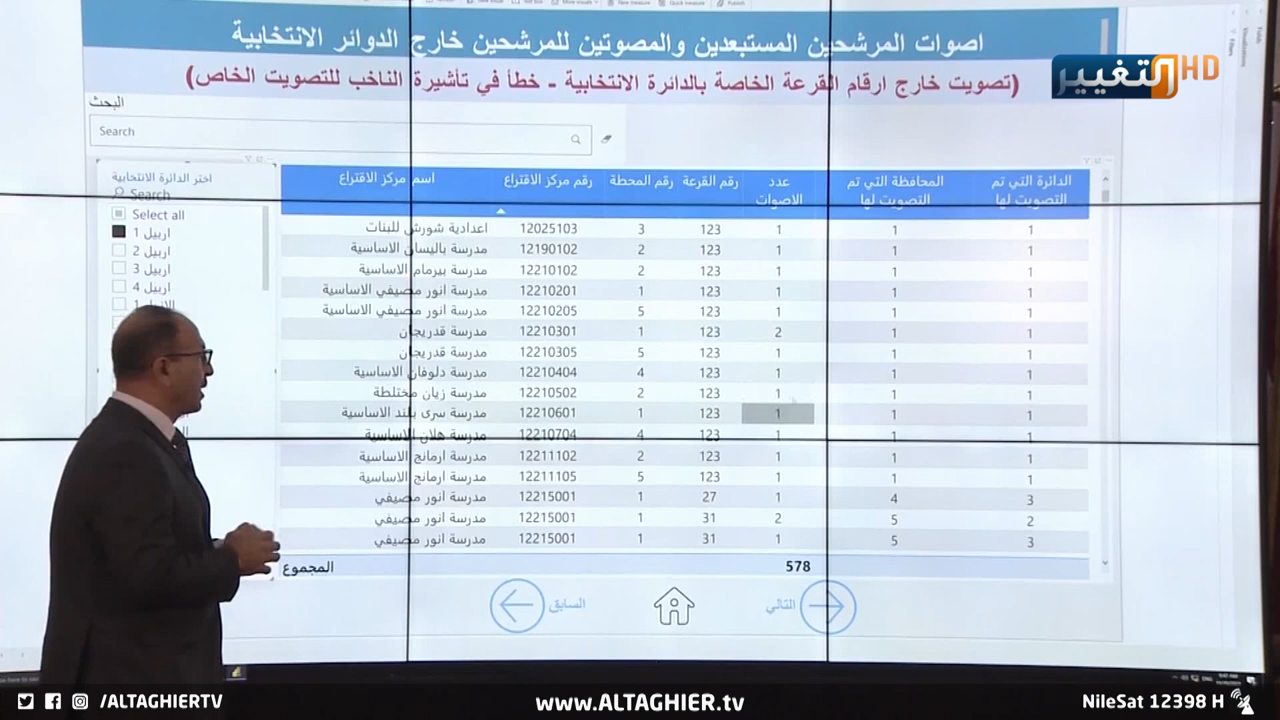 اصوات المرشحين المستبعدين والمصوتين للمرشحين خارج الدوائر الانتخابية
(تصويت خارج ارقام القرعة الخاصة بالدائرة الانتخابية - خطأ في تأشيرة الناخب للتصويت الخاص)
التغيير HD
البحث
Search
اختر الدائرة الانتخابية
Search
Select all
اربيل 1
اربيل 2
اربيل 3
اربيل 4
الدائرة التي تم التصويت لها المحافظة التي تم التصويت لها عدد الاصوات رقم القرعة رقم المحطة رقم مركز الاقتراع اسم مركز الاقتراع
1 1 1 123 3 12025103 اعدادية شورش للبنات
1 1 1 123 2 12190102 مدرسة باليسان الاساسية
1 1 1 123 2 12210102 مدرسة بيرمام الاساسية
1 1 1 123 1 12210201 مدرسة انور مصيفي الاساسية
1 1 1 123 5 12210205 مدرسة انور مصيفي الاساسية
1 1 2 123 1 12210301 مدرسة قدريجان
1 1 1 123 5 12210305 مدرسة قدريجان
1 1 1 123 4 12210404 مدرسة دلوفان الاساسية
1 1 1 123 2 12210502 مدرسة زيان مختلطة
1 1 1 123 1 12210601 مدرسة سرى بلند الاساسية
1 1 1 123 4 12210704 مدرسة هلان الاساسية
1 1 1 123 2 12211102 مدرسة ارمانج الاساسية
1 1 1 123 5 12211105 مدرسة ارمانج الاساسية
3 4 1 27 1 12215001 مدرسة انور مصيفي
2 5 2 31 1 12215001 مدرسة انور مصيفي
3 5 1 31 1 12215001 مدرسة انور مصيفي
578 المجموع
التالي
السابق
/ALTAGHIERTV
www.ALTAGHIER.tv
NileSat 12398 H